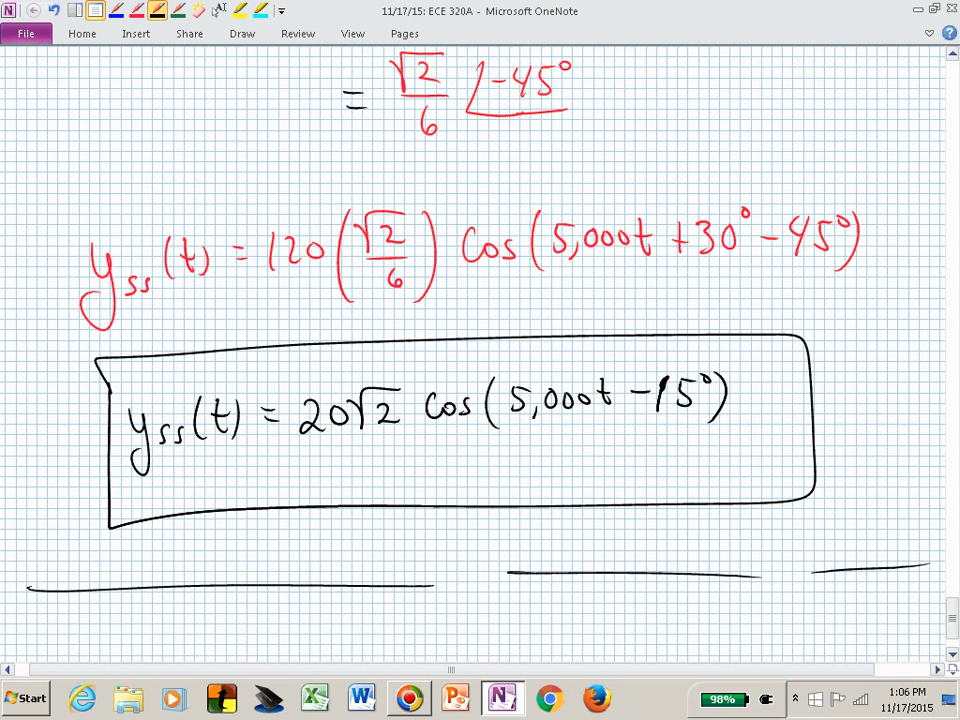 11/17/15: ECE 320A - Microsoft OneNote
File Home Insert Share Draw Review View Pages
= √2/6 ∠-45°
yss(t) = 120 (√2/6) cos(5,000t +30° -45°)
yss(t) = 20√2 cos(5,000t -15°)
Start 98% 1:06 PM
11/17/2015